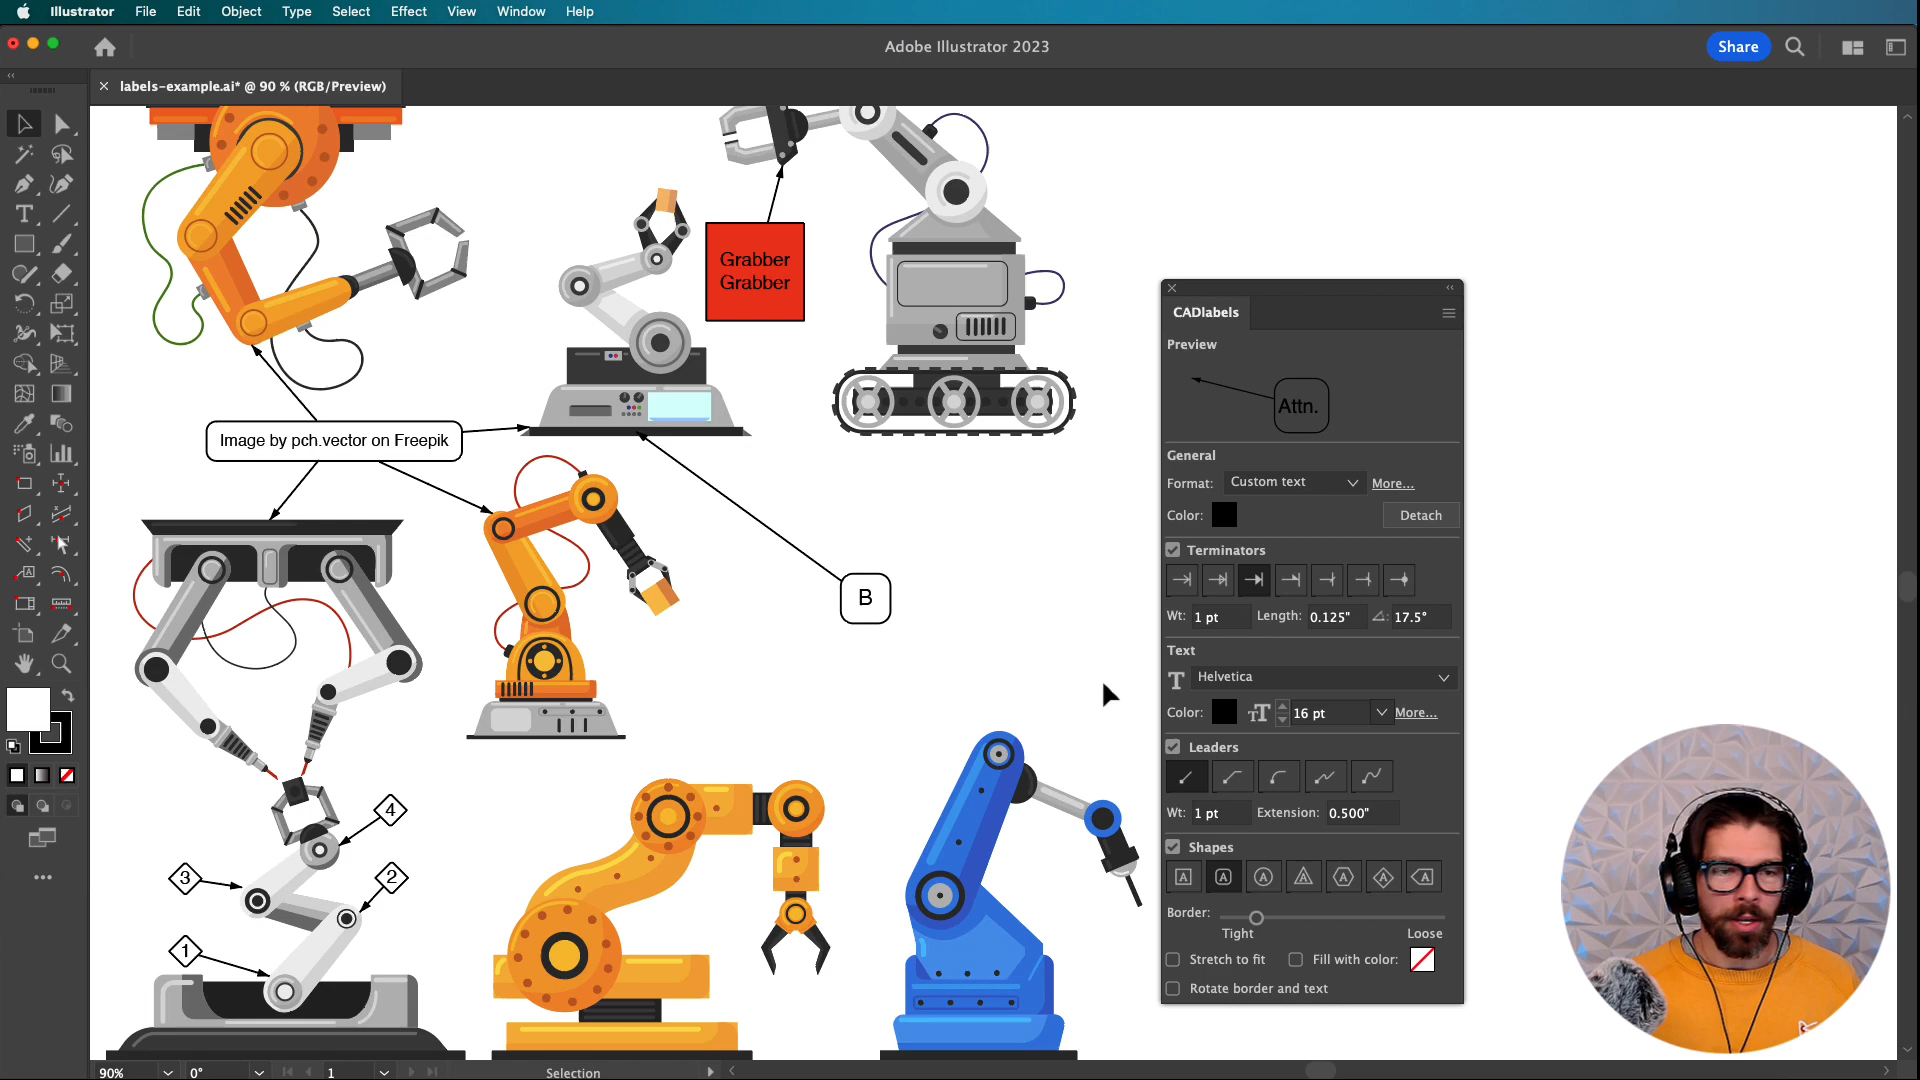 Illustrator File Edit Object Type Select Effect View Window Help
Adobe Illustrator 2023
Share
labels-example.ai* @ 90 % (RGB/Preview)
Grabber
Grabber
Image by pch.vector on Freepik
B
4
3
2
1
CADlabels
Preview
Attn.
General
Format: Custom text More...
Color: Detach
Terminators
Wt: 1 pt Length: 0.125" 17.5°
Text
Helvetica
Color: 16 pt More...
Leaders
Wt: 1 pt Extension: 0.500"
Shapes
A A A A A A A
Border:
Tight Loose
Stretch to fit Fill with color:
Rotate border and text
90% 0° 1 Selection